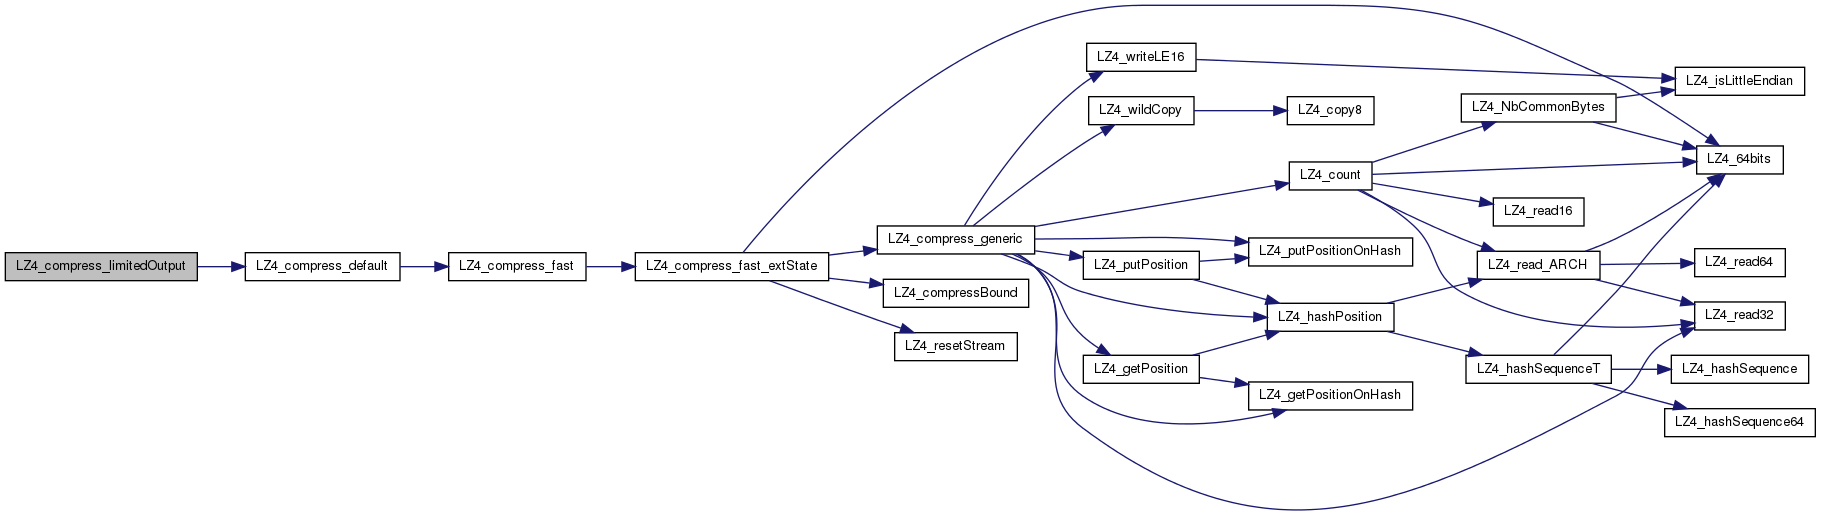 LZ4_compress_limitedOutput
LZ4_compress_default
LZ4_compress_fast
LZ4_compress_fast_extState
LZ4_compress_generic
LZ4_compressBound
LZ4_resetStream
LZ4_writeLE16
LZ4_wildCopy
LZ4_copy8
LZ4_count
LZ4_putPositionOnHash
LZ4_putPosition
LZ4_hashPosition
LZ4_getPosition
LZ4_getPositionOnHash
LZ4_NbCommonBytes
LZ4_read16
LZ4_read_ARCH
LZ4_hashSequenceT
LZ4_isLittleEndian
LZ4_64bits
LZ4_read64
LZ4_read32
LZ4_hashSequence
LZ4_hashSequence64